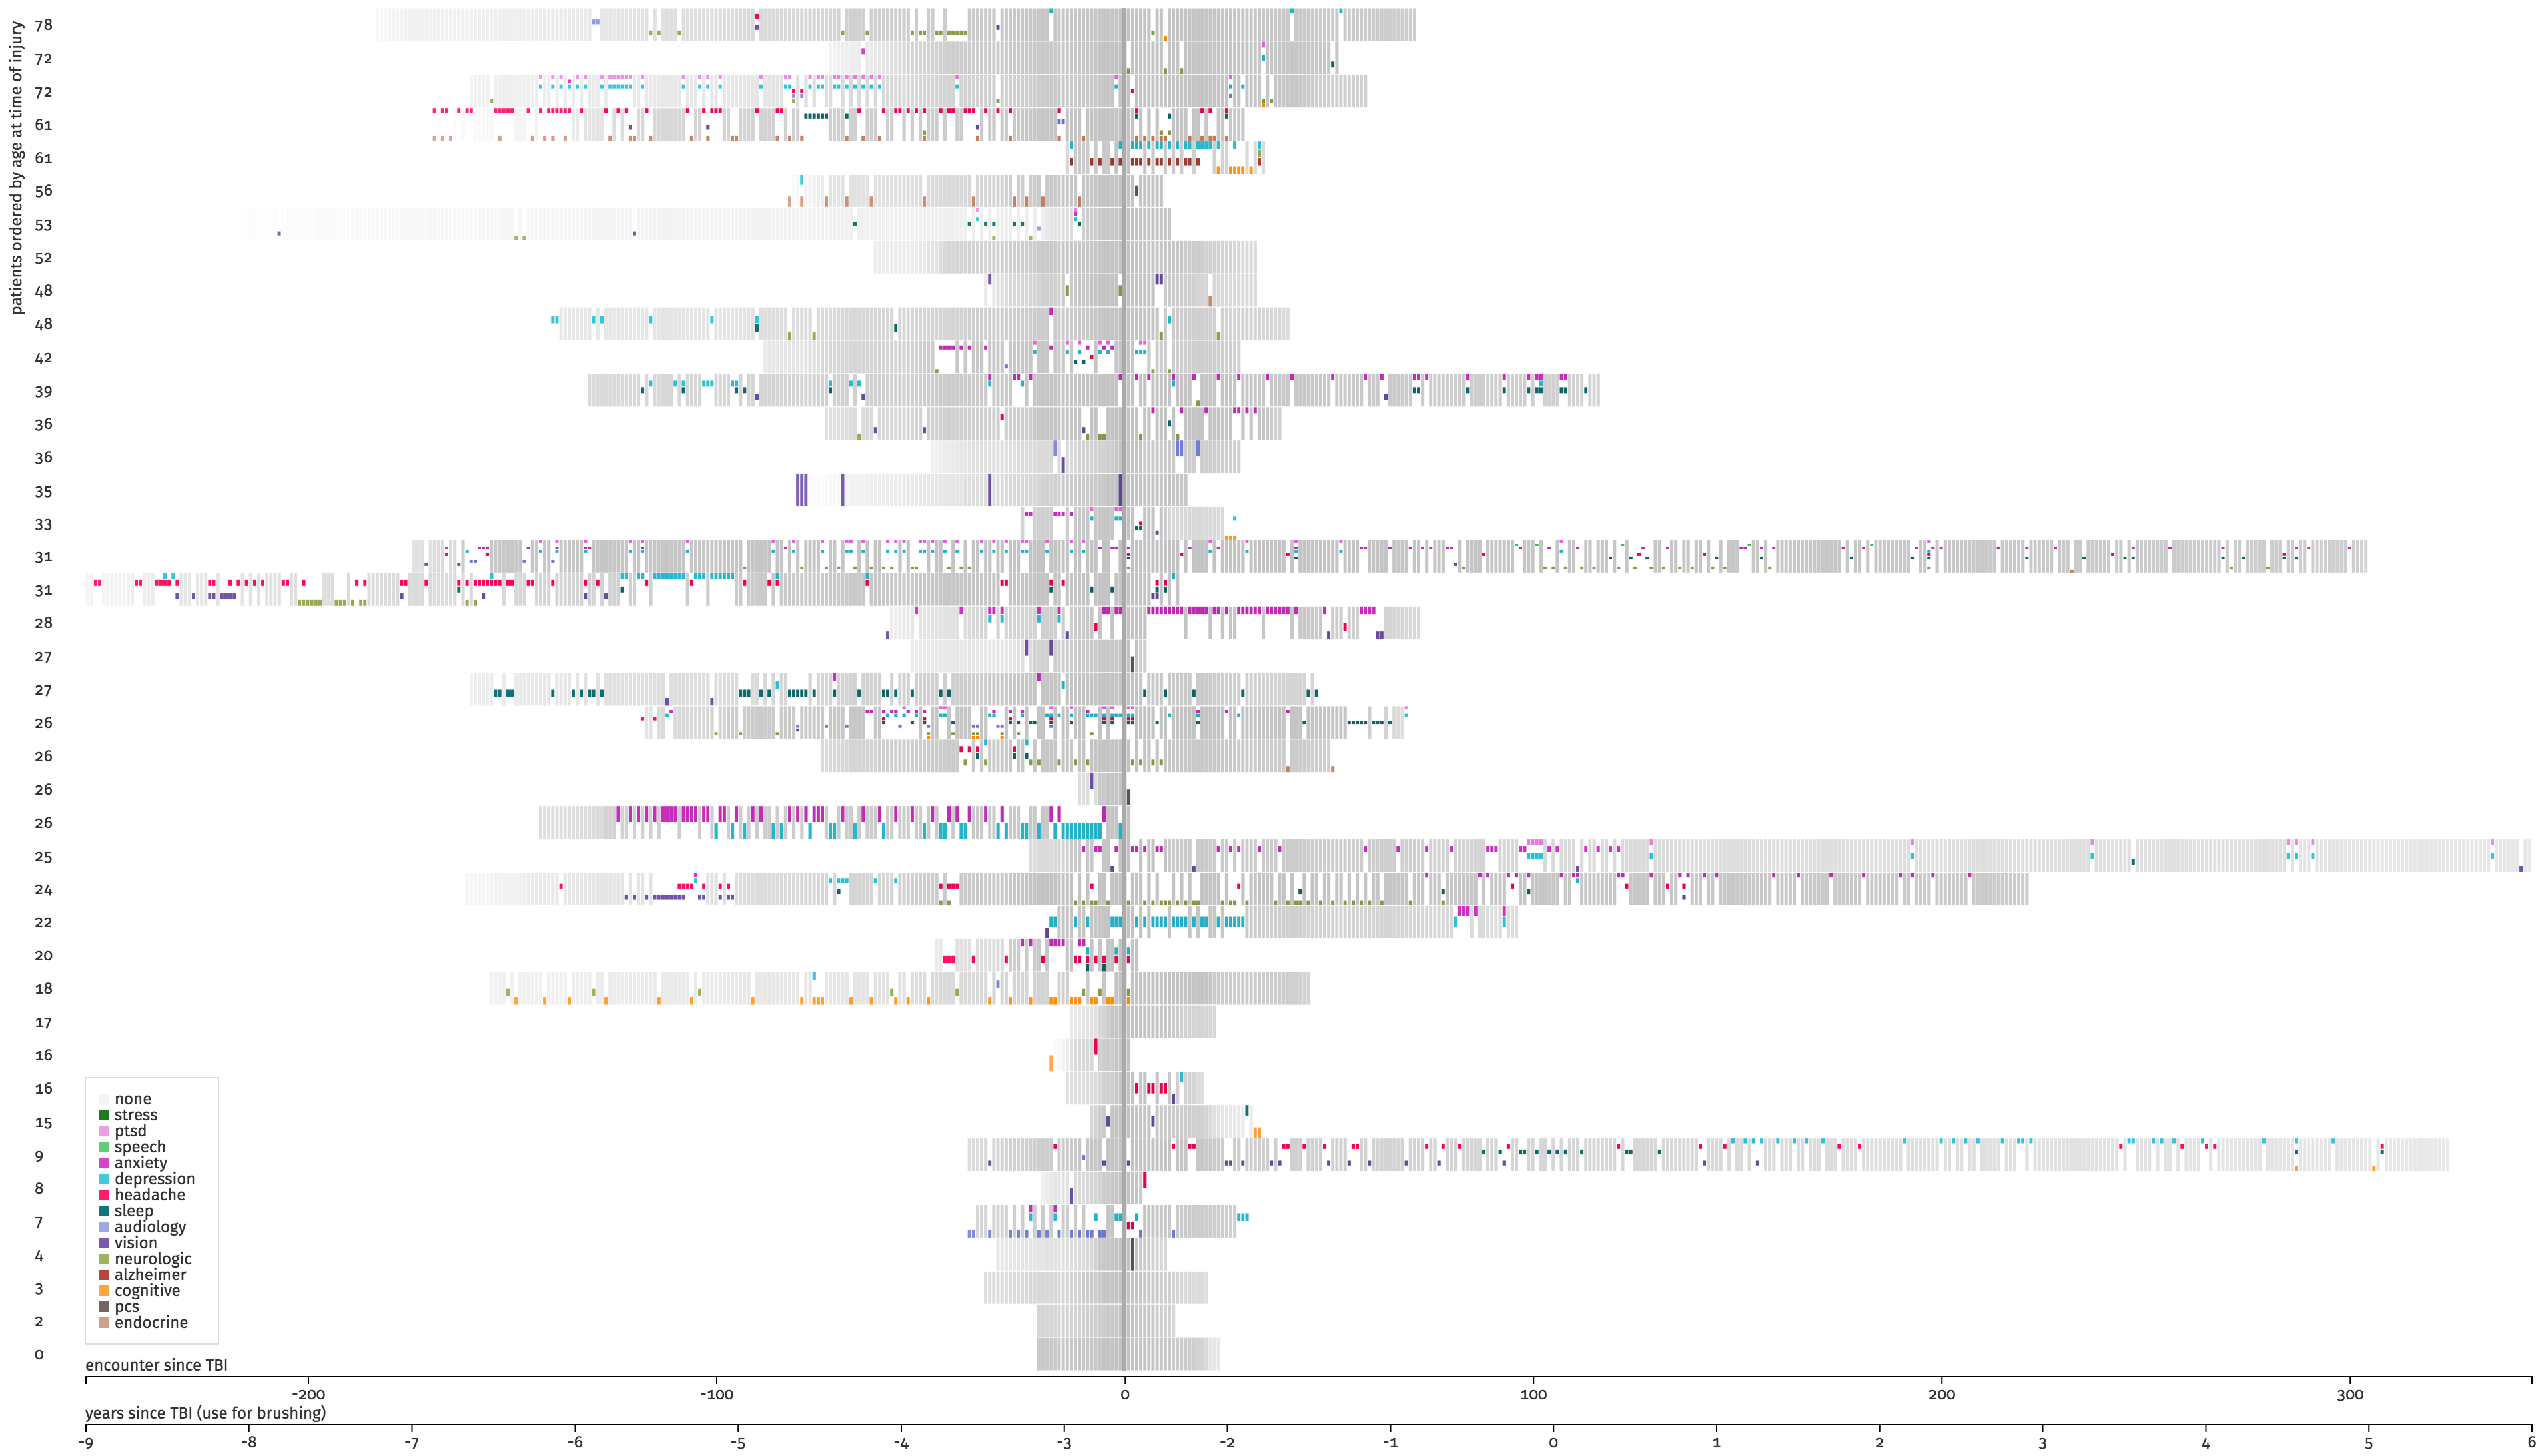 patients ordered by age at time of injury
78
72
72
61
61
56
53
52
48
48
42
39
36
36
35
33
31
31
28
27
27
26
26
26
26
25
24
22
20
18
17
16
16
15
9
8
7
4
3
2
0
none
stress
ptsd
speech
anxiety
depression
headache
sleep
audiology
vision
neurologic
alzheimer
cognitive
pcs
endocrine
encounter since TBI
-200 -100 0 100 200 300
years since TBI (use for brushing)
-9 -8 -7 -6 -5 -4 -3 -2 -1 0 1 2 3 4 5 6